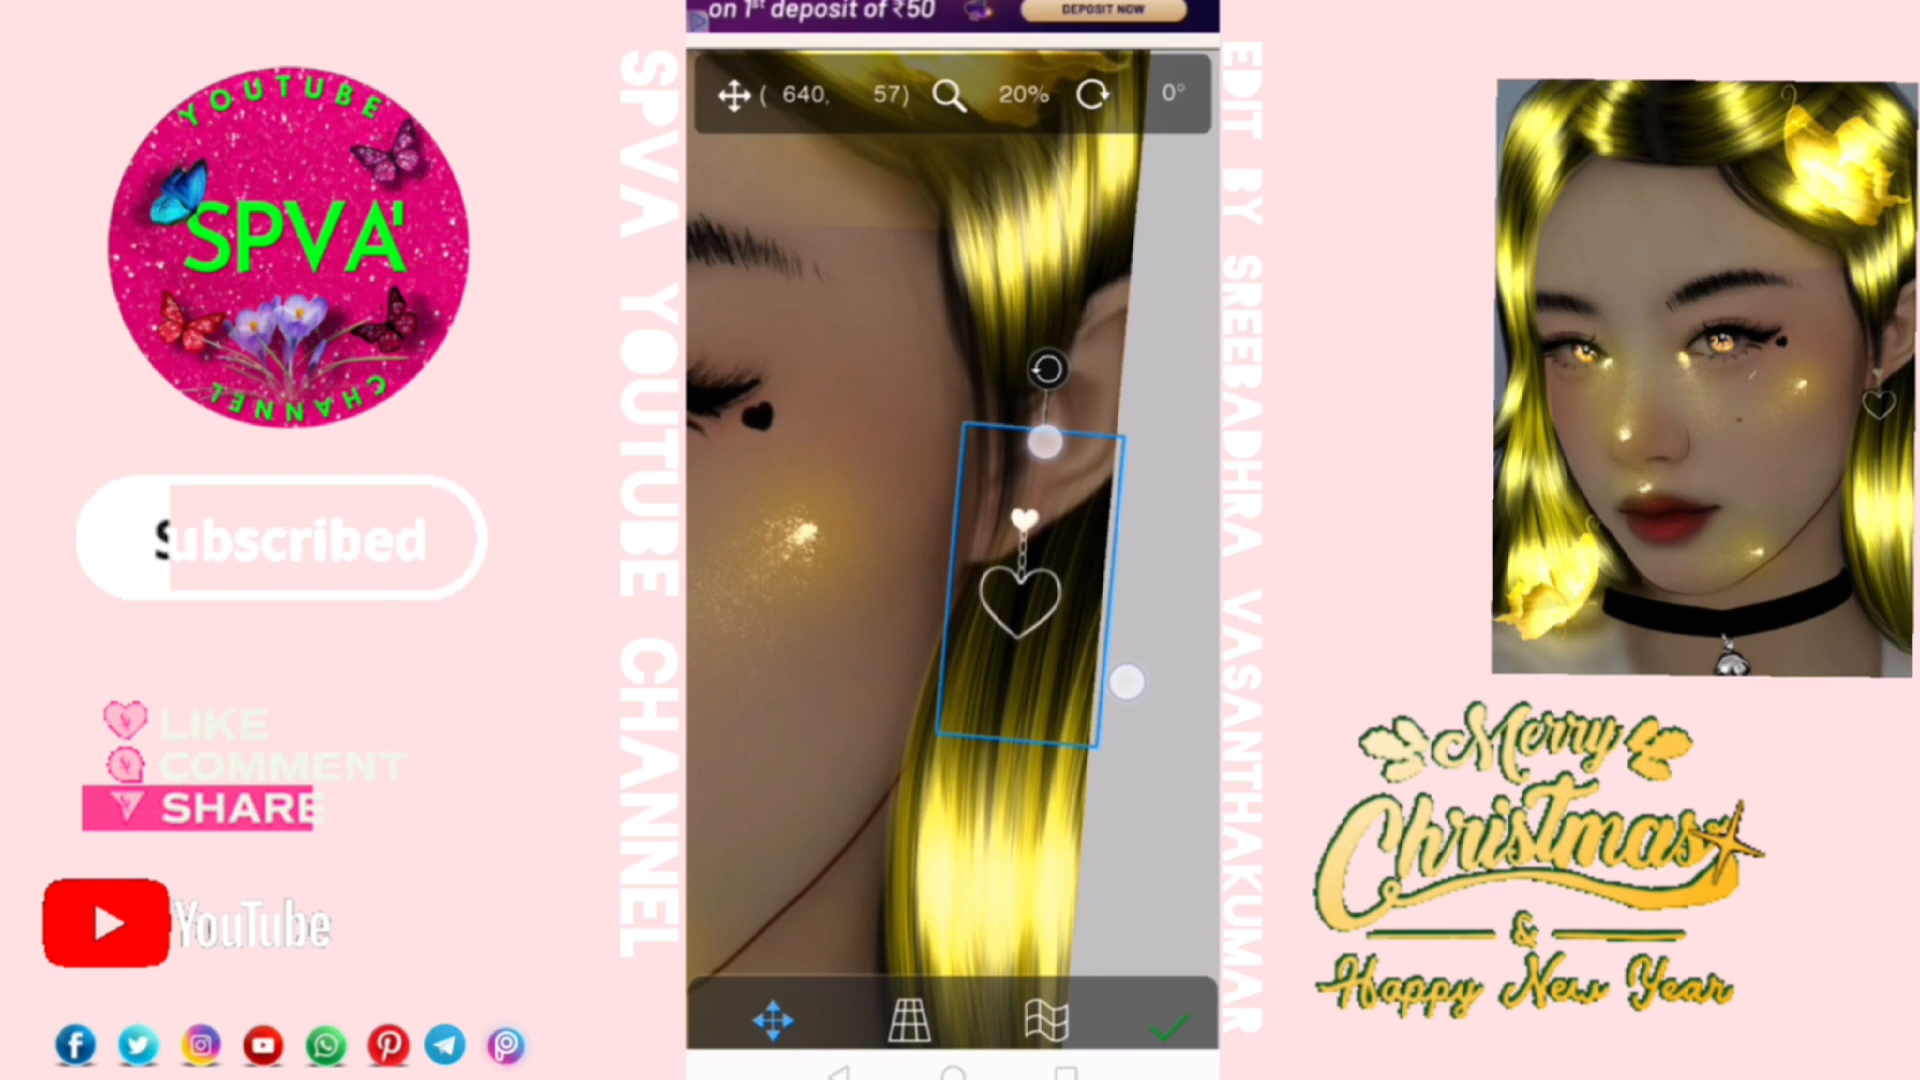 on 1st deposit of ₹50
DEPOSIT NOW
( 640, 57) 20% 0°
YOUTUBE
SPVA'
CHANNEL
Subscribed
LIKE
COMMENT
SHARE
YouTube
SPVA YOUTUBE CHANNEL
EDIT BY SREEBADHRA VASANTHAKUMAR
Merry
Christmas
&
Happy New Year